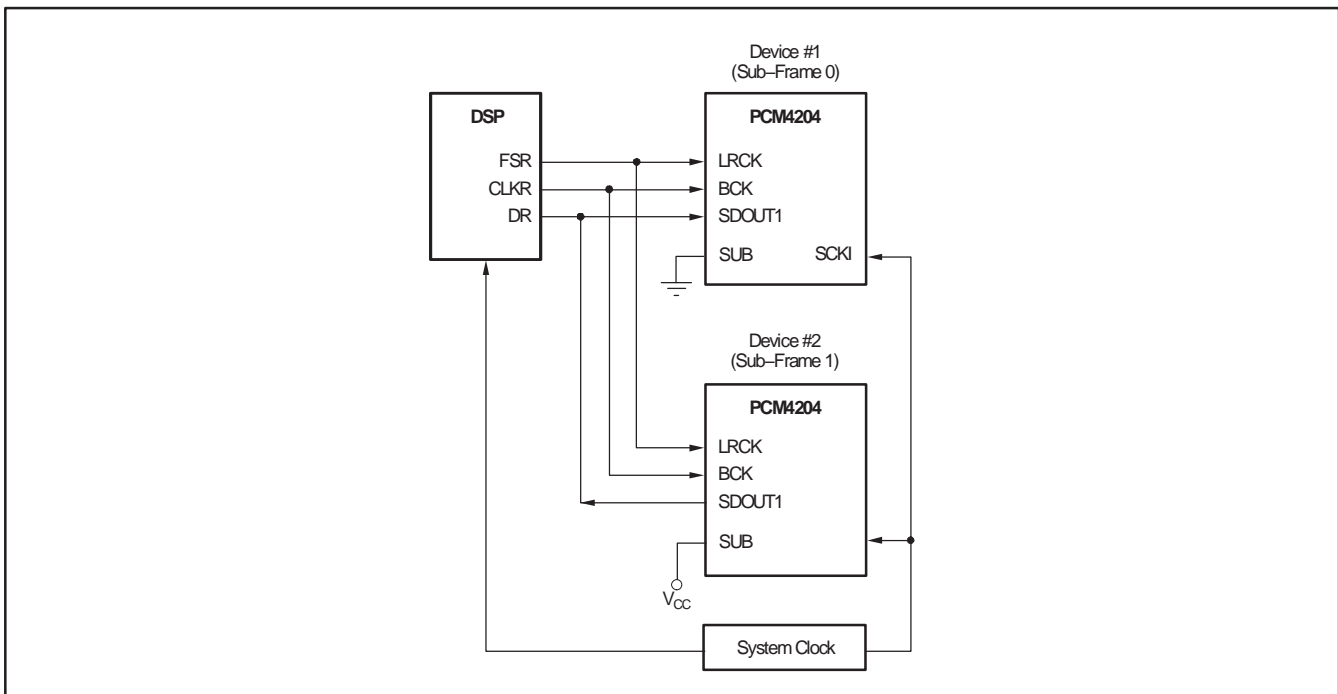 Device #1
(Sub–Frame 0)
DSP
FSR
CLKR
DR
PCM4204
LRCK
BCK
SDOUT1
SUB
SCKI
Device #2
(Sub–Frame 1)
PCM4204
LRCK
BCK
SDOUT1
SUB
VCC
System Clock